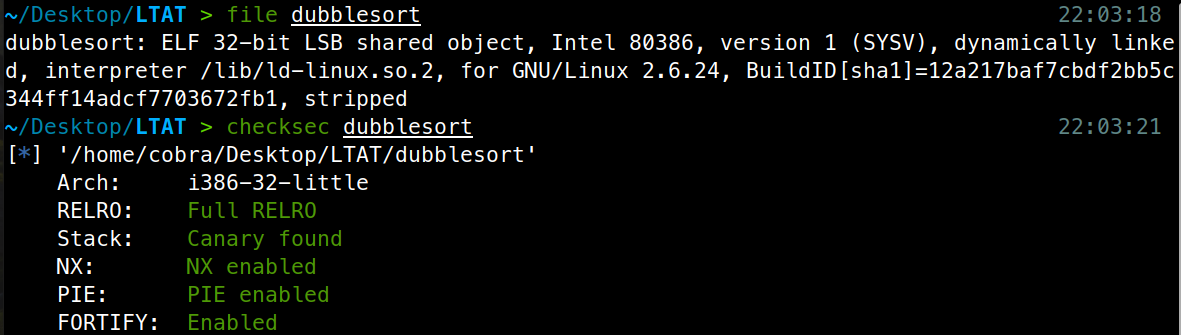 ~/Desktop/LTAT > file dubblesort 22:03:18
dubblesort: ELF 32-bit LSB shared object, Intel 80386, version 1 (SYSV), dynamically linke
d, interpreter /lib/ld-linux.so.2, for GNU/Linux 2.6.24, BuildID[sha1]=12a217baf7cbdf2bb5c
344ff14adcf7703672fb1, stripped
~/Desktop/LTAT > checksec dubblesort 22:03:21
[*] '/home/cobra/Desktop/LTAT/dubblesort'
Arch: i386-32-little
RELRO: Full RELRO
Stack: Canary found
NX: NX enabled
PIE: PIE enabled
FORTIFY: Enabled